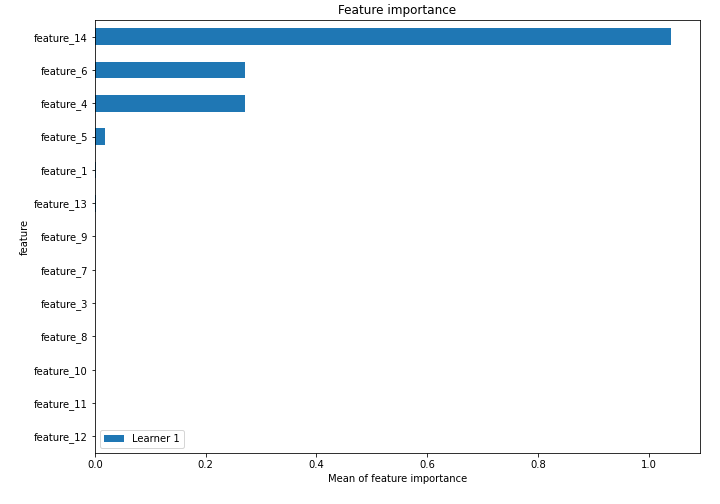 Feature importance
feature_14
feature_6
feature_4
feature_5
feature_1
feature_13
feature_9
feature_7
feature_3
feature_8
feature_10
feature_11
feature_12
feature
Learner 1
0.0 0.2 0.4 0.6 0.8 1.0
Mean of feature importance